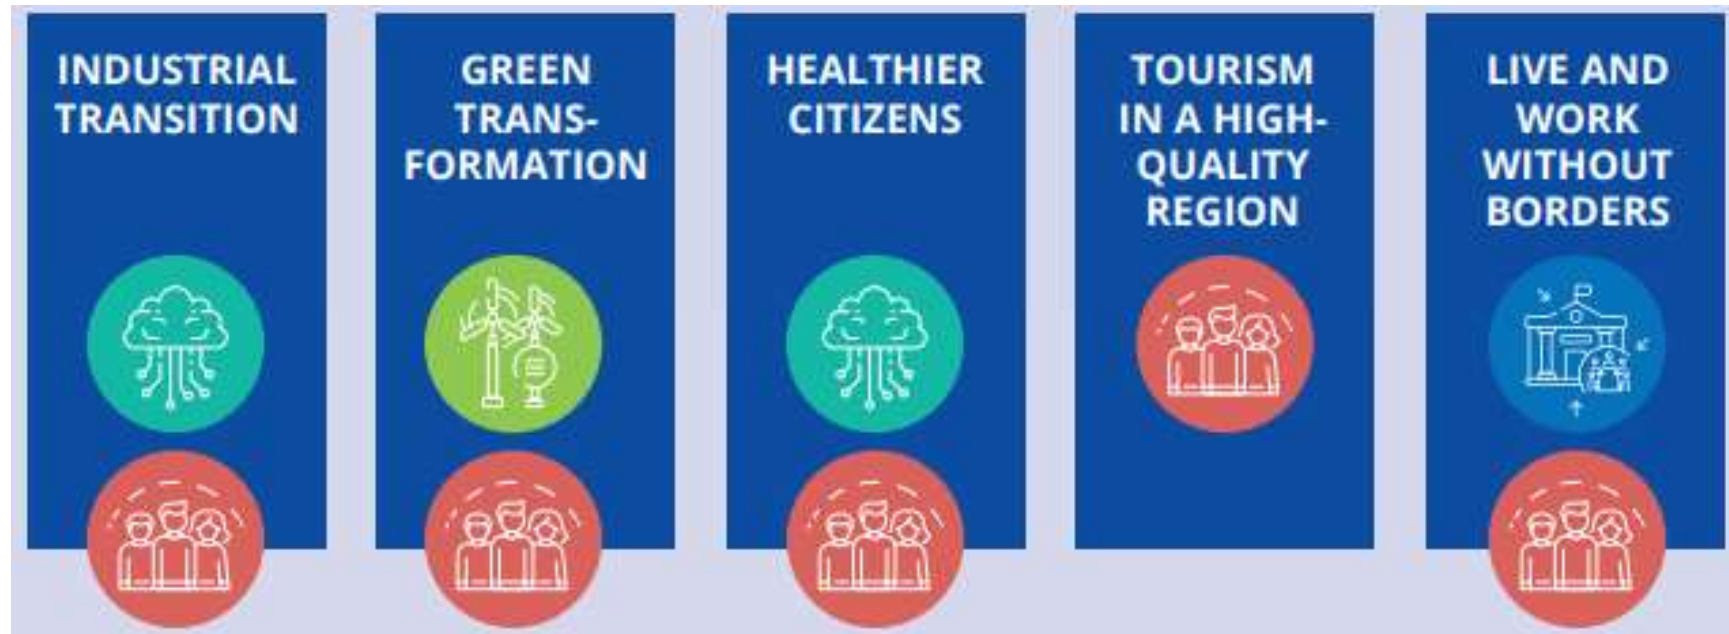 INDUSTRIAL
TRANSITION
GREEN
TRANS-
FORMATION
HEALTHIER
CITIZENS
TOURISM
IN A HIGH-
QUALITY
REGION
LIVE AND
WORK
WITHOUT
BORDERS